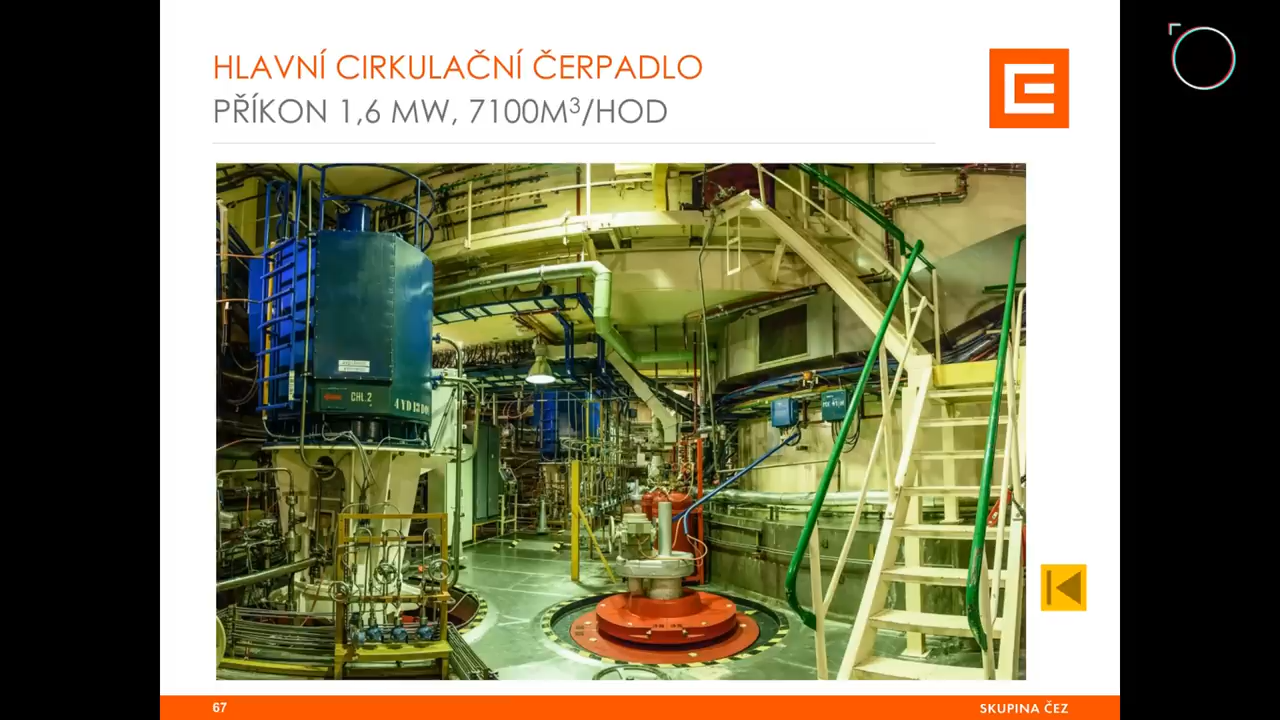 HLAVNÍ CIRKULAČNÍ ČERPADLO
PŘÍKON 1,6 MW, 7100M³/HOD
CHL.2
67
SKUPINA ČEZ